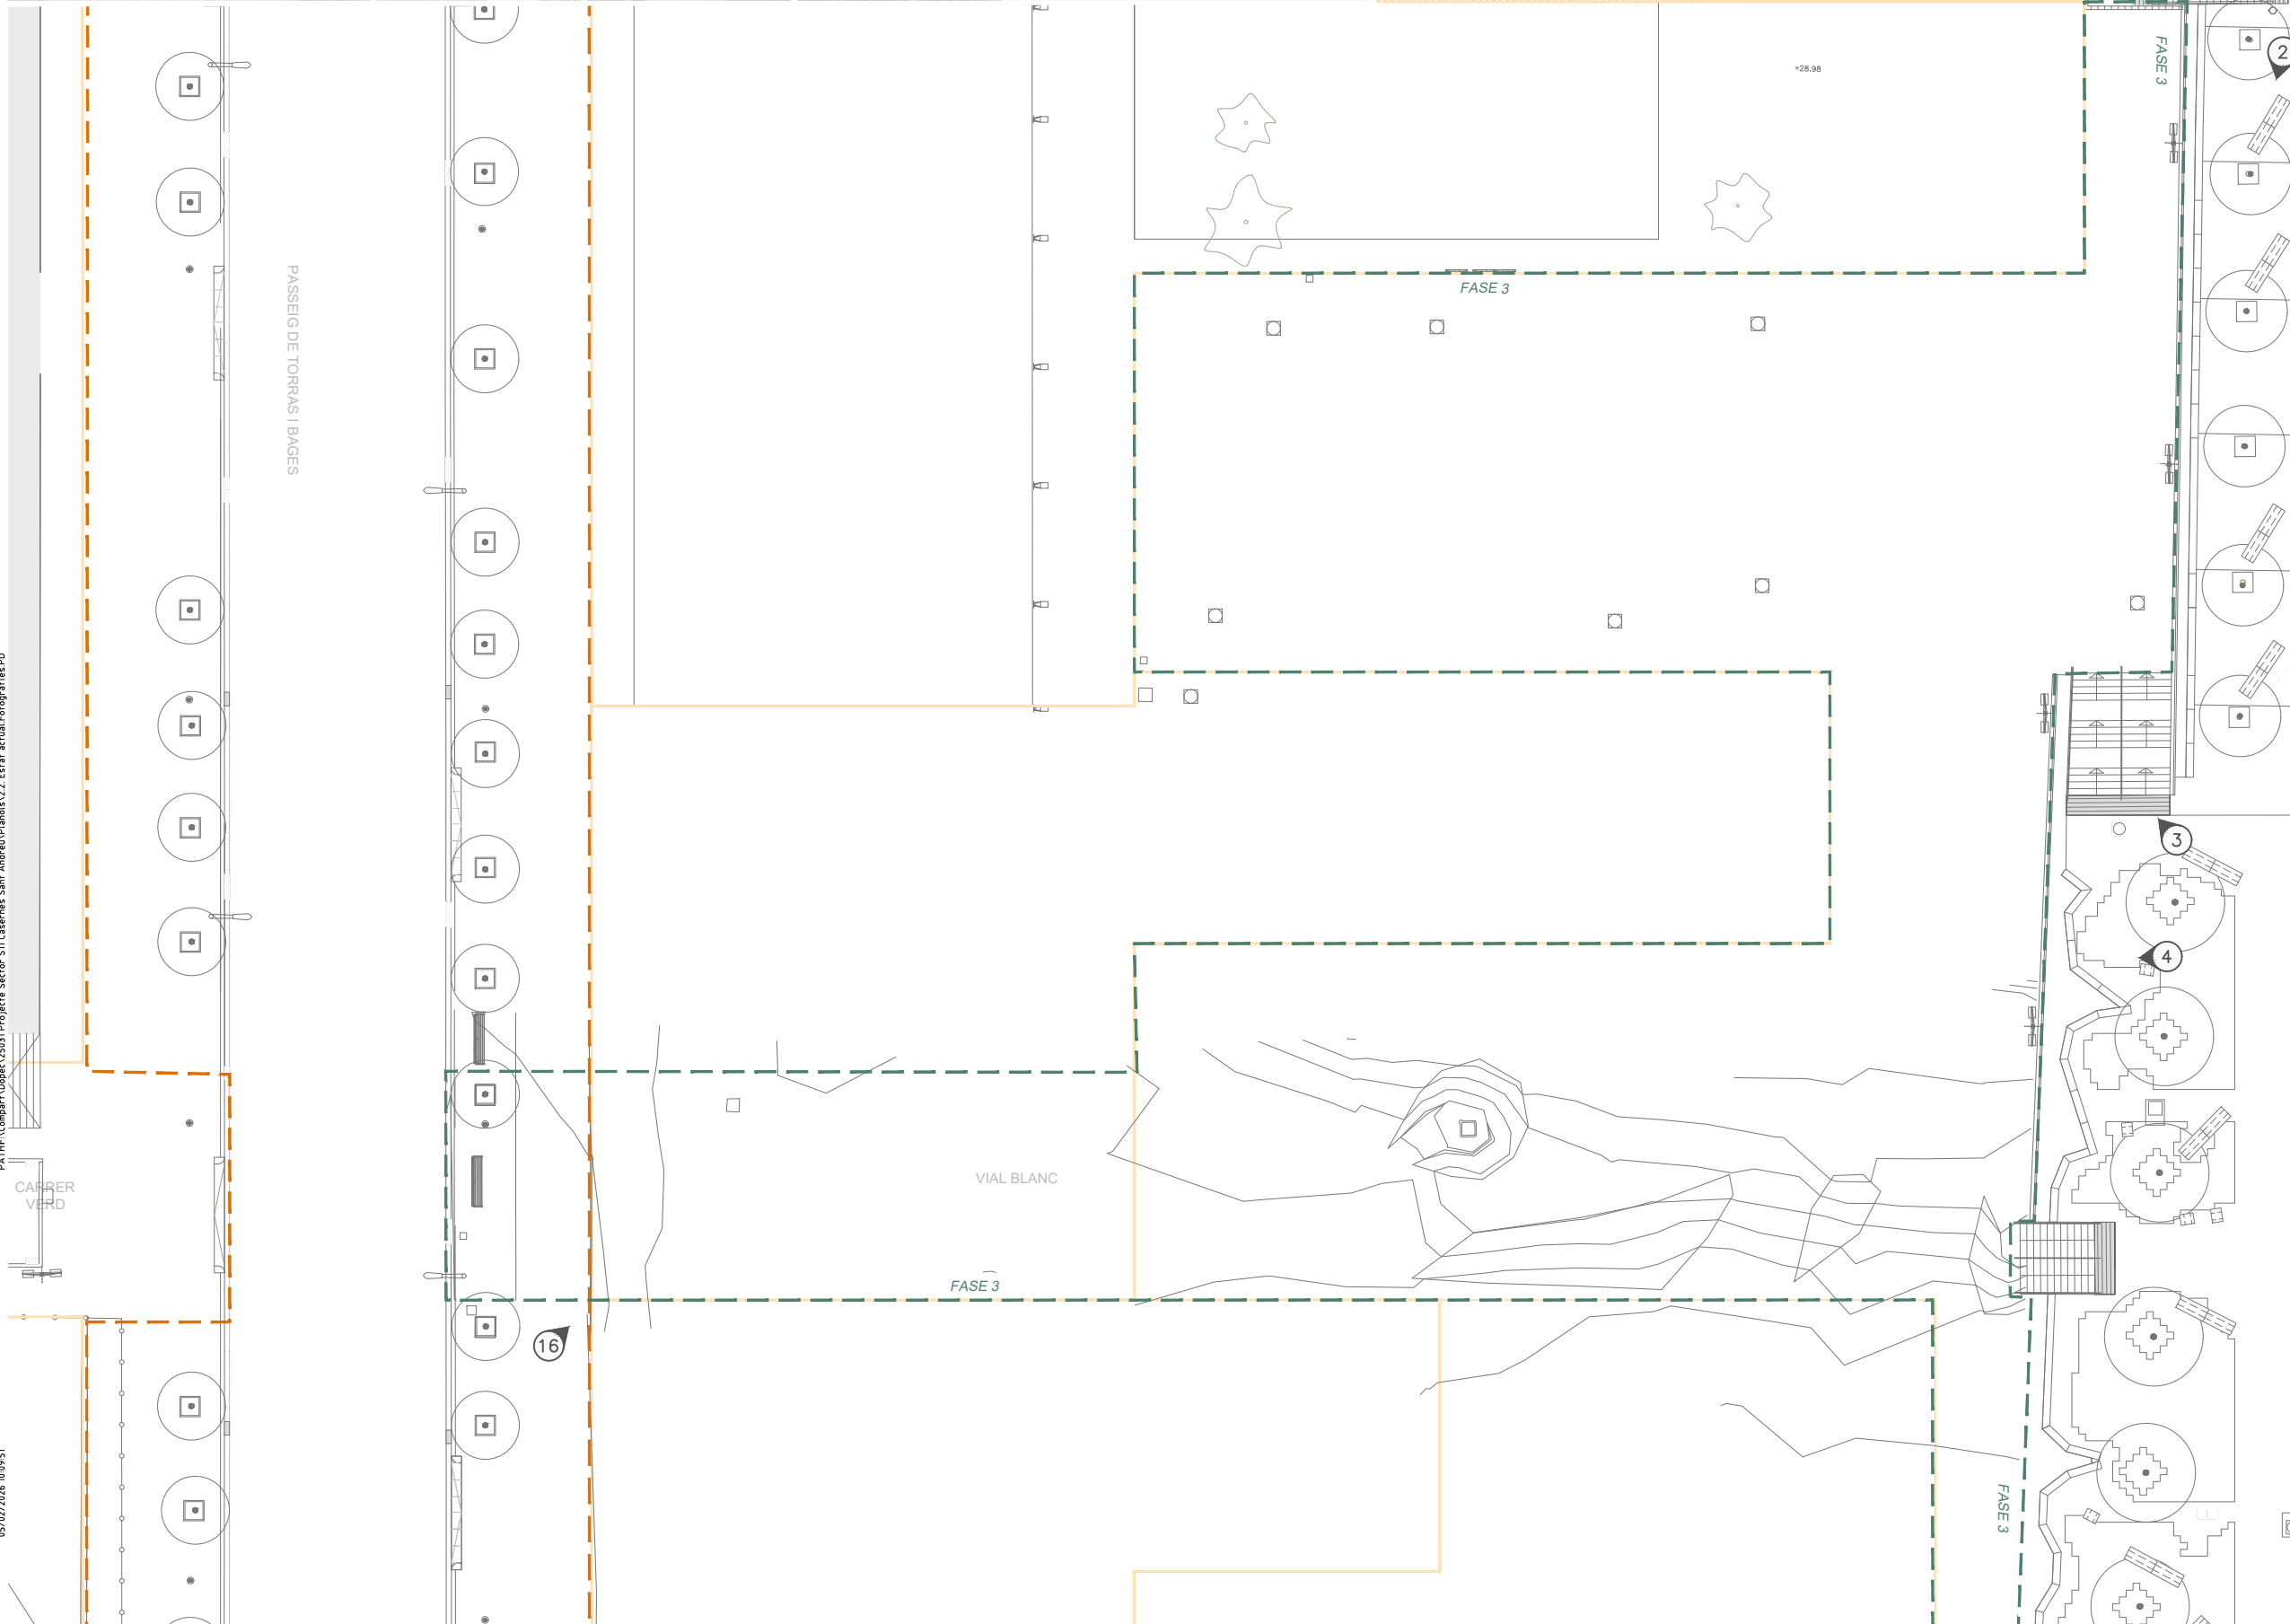 FASE 3
2
+28.98
PASSEIG DE TORRAS I BAGES
FASE 3
3
4
CARRER
VERD
VIAL BLANC
FASE 3
16
FASE 3